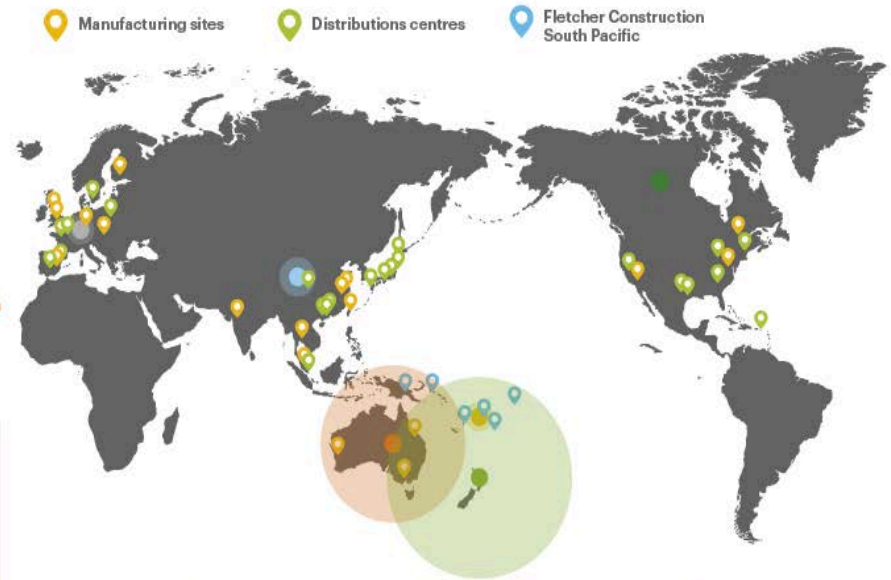 Manufacturing sites
Distributions centres
Fletcher Construction
South Pacific